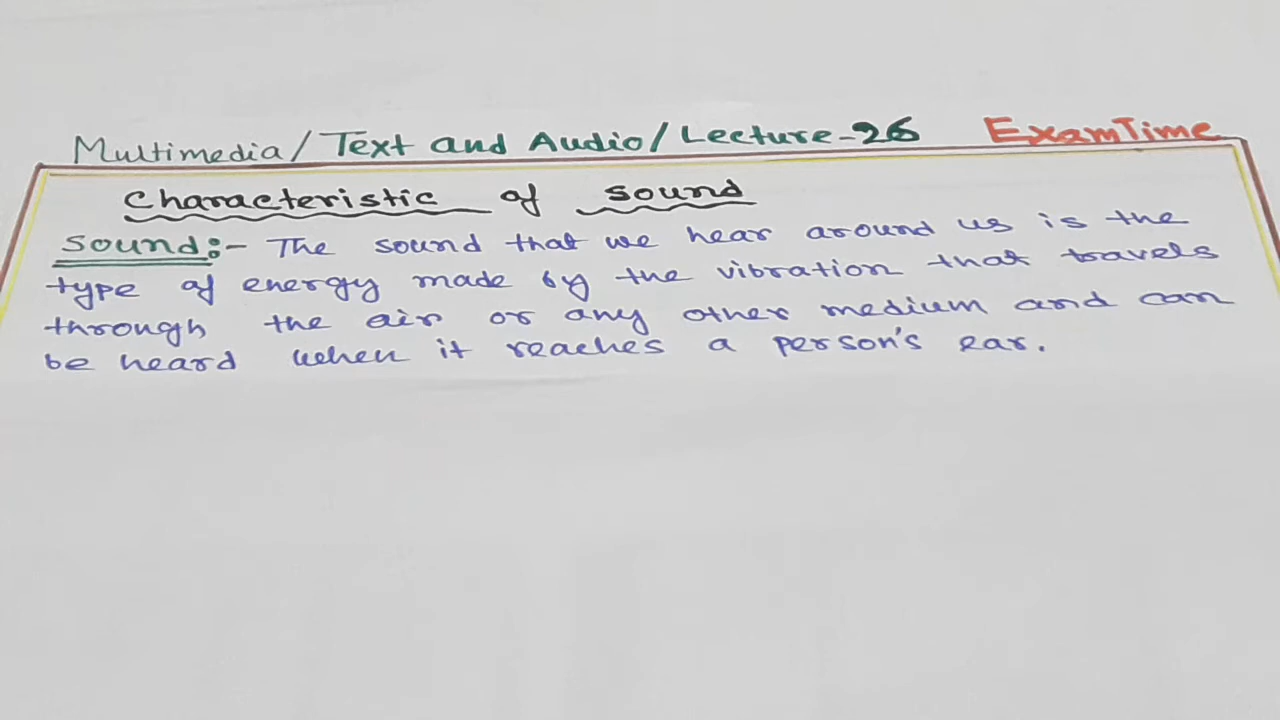 Multimedia/Text and Audio/Lecture-26 ExamTime
Characteristic of sound
Sound:- The sound that we hear around us is the
type of energy made by the vibration that travels
through the air or any other medium and can
be heard when it reaches a person's ear.